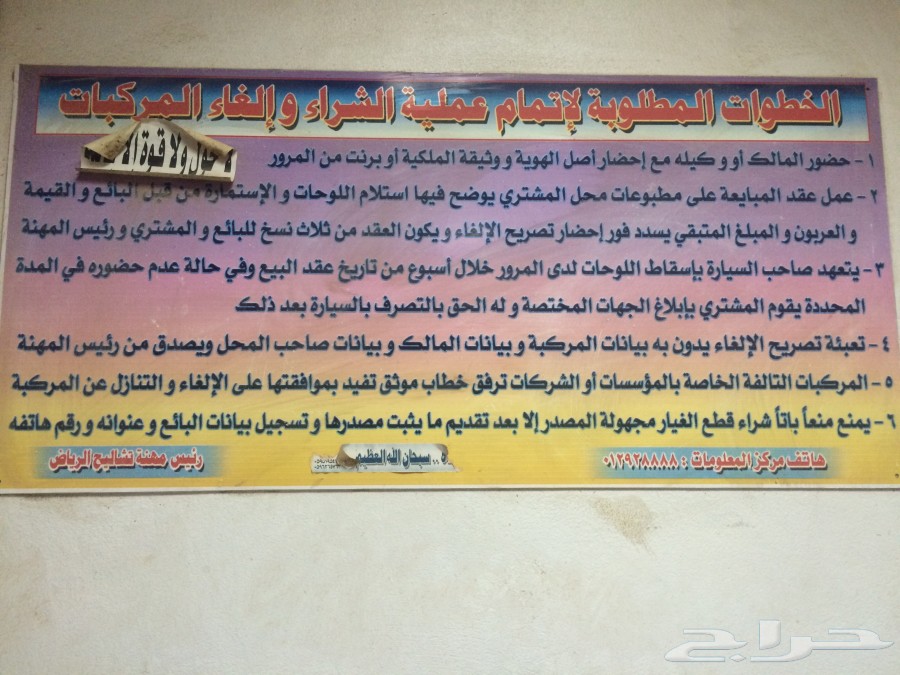 الخطوات المطلوبة لإتمام عملية الشراء و إلغاء المركبات
ولا قوة إلا
١ - حضور المالك أو وكيله مع إحضار أصل الهوية و وثيقة الملكية أو برنت من المرور
٢ - عمل عقد المبايعة على مطبوعات محل المشتري يوضح فيها استلام اللوحات و الإستمارة من قبل البائع و القيمة
و العربون و المبلغ المتبقي يسدد فور إحضار تصريح الإلغاء و يكون العقد من ثلاث نسخ للبائع و المشتري و رئيس المهنة
٣ - يتعهد صاحب السيارة بإسقاط اللوحات لدى المرور خلال أسبوع من تاريخ عقد البيع وفي حالة عدم حضوره في المدة
المحددة يقوم المشتري بإبلاغ الجهات المختصة و له الحق بالتصرف بالسيارة بعد ذلك
٤ - تعبئة تصريح الإلغاء يدون به بيانات المركبة و بيانات المالك و بيانات صاحب المحل ويصدق من رئيس المهنة
٥ - المركبات التالفة الخاصة بالمؤسسات أو الشركات ترفق خطاب موثق تفيد بموافقتها على الإلغاء و التنازل عن المركبة
٦ - يمنع منعاً باتاً شراء قطع الغيار مجهولة المصدر إلا بعد تقديم ما يثبت مصدرها و تسجيل بيانات البائع و عنوانه و رقم هاتفه
هاتف مركز المعلومات : ٠١٢٩٢٨٨٨٨
سبحان الله العظيم
رئيس مهنة تشاليح الرياض
حراج